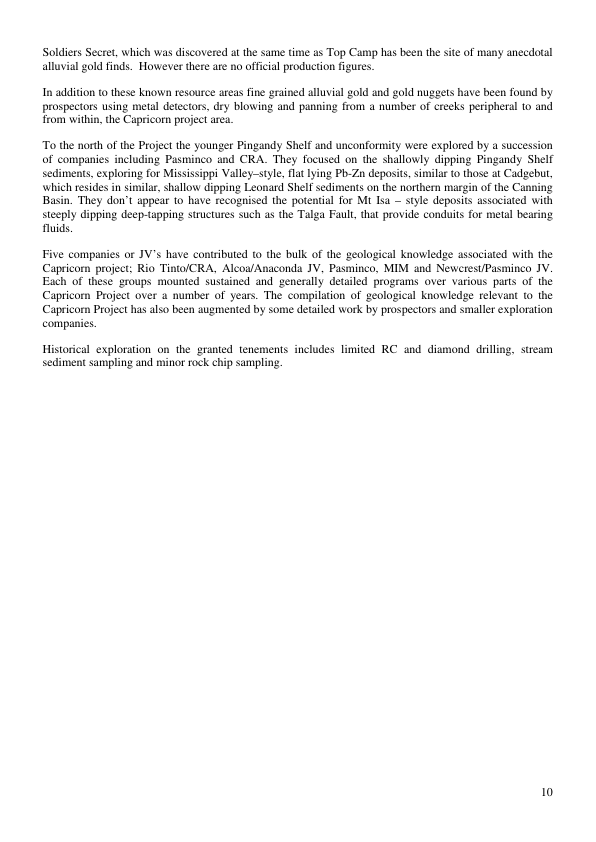 Soldiers Secret, which was discovered at the same time as Top Camp has been the site of many anecdotal
alluvial gold finds.  However there are no official production figures.
In addition to these known resource areas fine grained alluvial gold and gold nuggets have been found by
prospectors using metal detectors, dry blowing and panning from a number of creeks peripheral to and
from within, the Capricorn project area.
To the north of the Project the younger Pingandy Shelf and unconformity were explored by a succession
of companies including Pasminco and CRA. They focused on the shallowly dipping Pingandy Shelf
sediments, exploring for Mississippi Valley–style, flat lying Pb-Zn deposits, similar to those at Cadgebut,
which resides in similar, shallow dipping Leonard Shelf sediments on the northern margin of the Canning
Basin. They don’t appear to have recognised the potential for Mt Isa – style deposits associated with
steeply dipping deep-tapping structures such as the Talga Fault, that provide conduits for metal bearing
fluids.
Five companies or JV’s have contributed to the bulk of the geological knowledge associated with the
Capricorn project; Rio Tinto/CRA, Alcoa/Anaconda JV, Pasminco, MIM and Newcrest/Pasminco JV.
Each of these groups mounted sustained and generally detailed programs over various parts of the
Capricorn Project over a number of years. The compilation of geological knowledge relevant to the
Capricorn Project has also been augmented by some detailed work by prospectors and smaller exploration
companies.
Historical exploration on the granted tenements includes limited RC and diamond drilling, stream
sediment sampling and minor rock chip sampling.
10